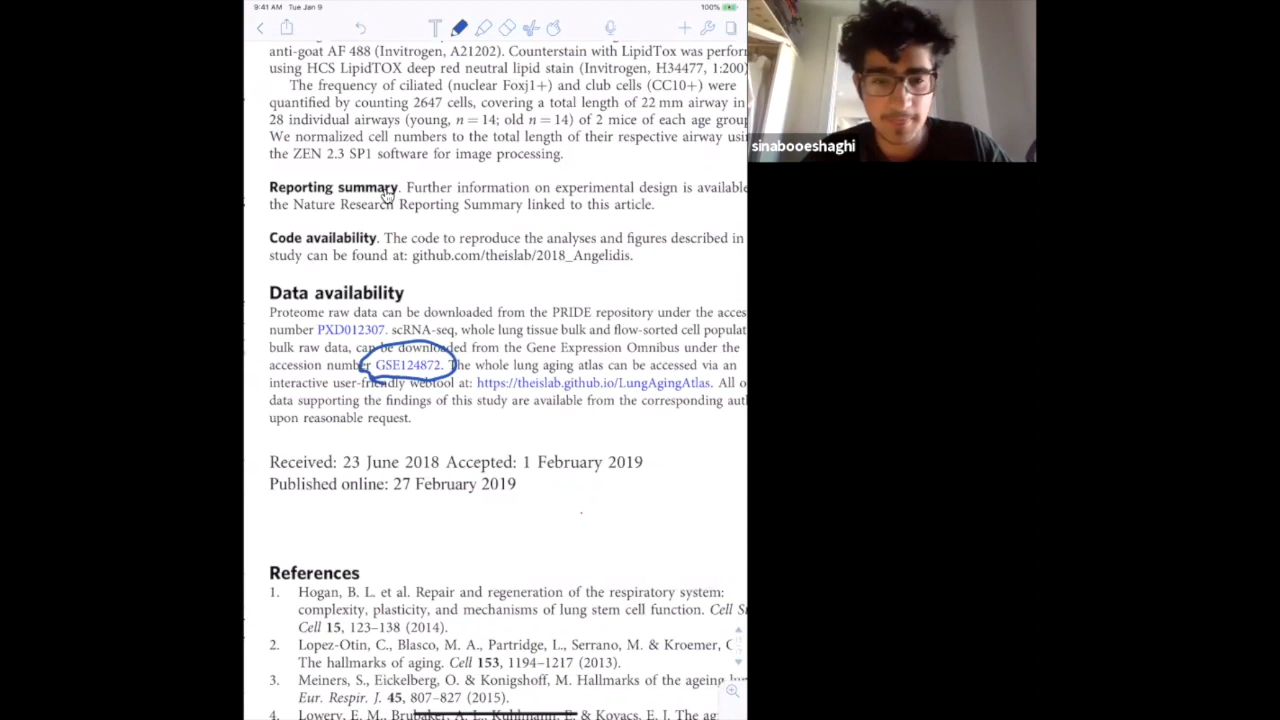 9:41 AM Tue Jan 9
100%
anti-goat AF 488 (Invitrogen, A21202). Counterstain with LipidTox was perfor
using HCS LipidTOX deep red neutral lipid stain (Invitrogen, H34477, 1:200)
The frequency of ciliated (nuclear Foxj1+) and club cells (CC10+) were
quantified by counting 2647 cells, covering a total length of 22 mm airway in
28 individual airways (young, n = 14; old n = 14) of 2 mice of each age group
We normalized cell numbers to the total length of their respective airway usi
the ZEN 2.3 SP1 software for image processing.
Reporting summary. Further information on experimental design is available
the Nature Research Reporting Summary linked to this article.
Code availability. The code to reproduce the analyses and figures described in
study can be found at: github.com/theislab/2018_Angelidis.
Data availability
Proteome raw data can be downloaded from the PRIDE repository under the acces
number PXD012307. scRNA-seq, whole lung tissue bulk and flow-sorted cell populat
bulk raw data, can be downloaded from the Gene Expression Omnibus under the
accession number GSE124872. The whole lung aging atlas can be accessed via an
interactive user-friendly webtool at: https://theislab.github.io/LungAgingAtlas. All o
data supporting the findings of this study are available from the corresponding aut
upon reasonable request.
Received: 23 June 2018 Accepted: 1 February 2019
Published online: 27 February 2019
References
1. Hogan, B. L. et al. Repair and regeneration of the respiratory system:
complexity, plasticity, and mechanisms of lung stem cell function. Cell S
Cell 15, 123–138 (2014).
2. Lopez-Otin, C., Blasco, M. A., Partridge, L., Serrano, M. & Kroemer, G
The hallmarks of aging. Cell 153, 1194–1217 (2013).
3. Meiners, S., Eickelberg, O. & Konigshoff, M. Hallmarks of the ageing lun
Eur. Respir. J. 45, 807–827 (2015).
4. Lowery, E. M., Brubaker, A. L., Kuhlmann, E. & Kovacs, E. J. The ag
sinabooeshaghi